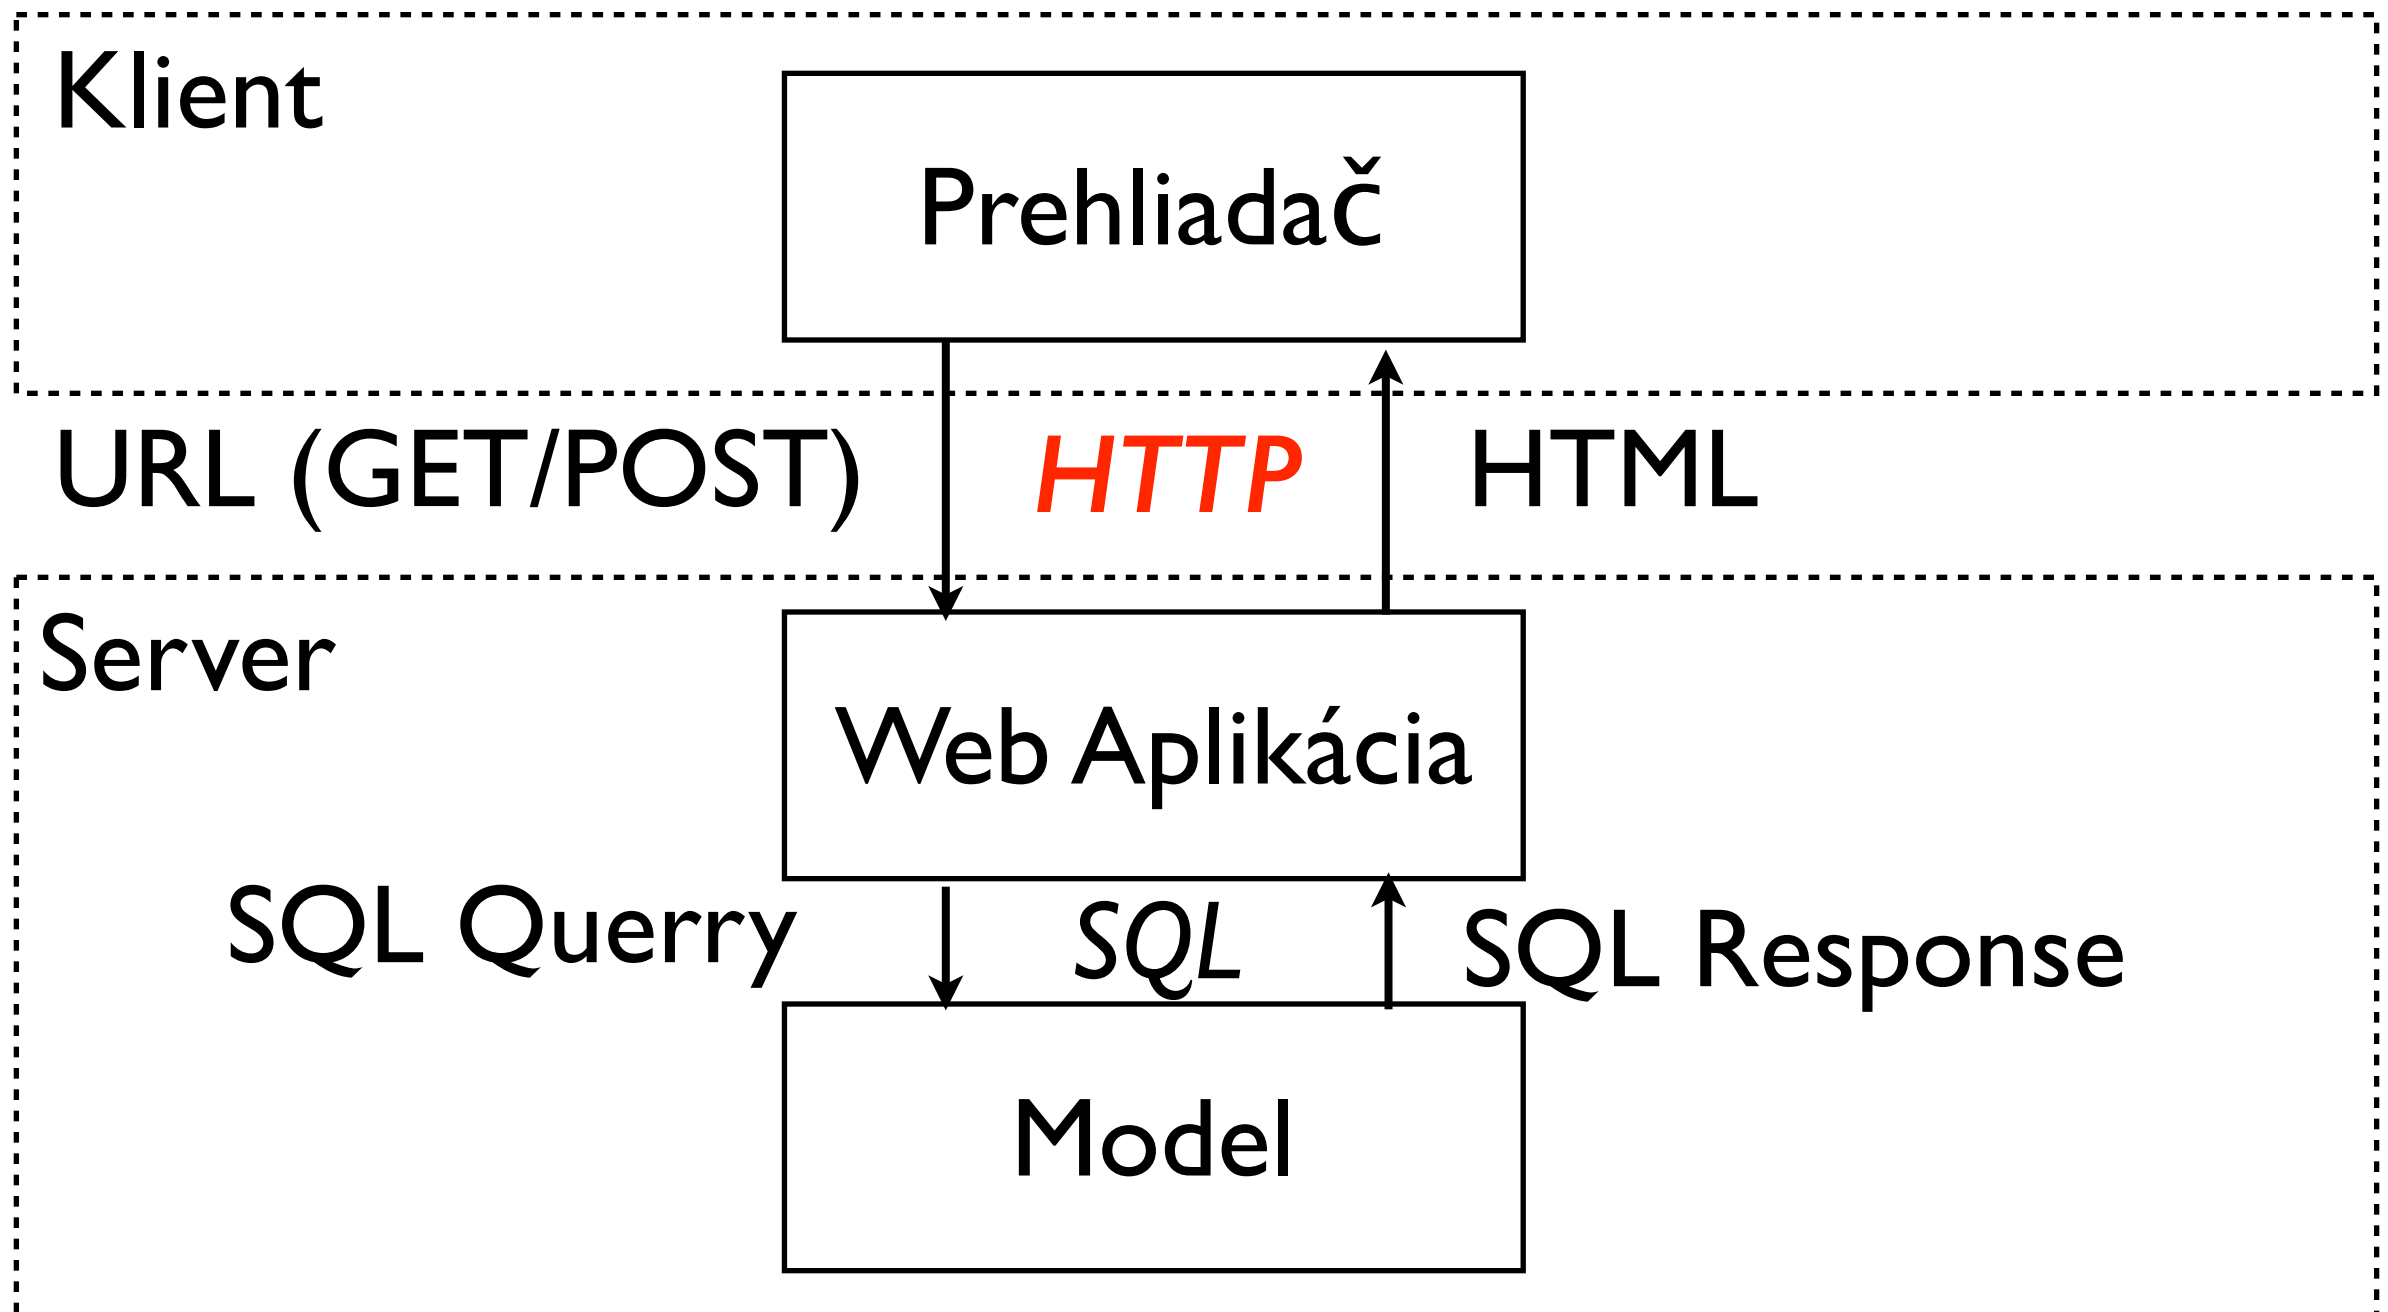 Klient
Prehliadač
URL (GET/POST)
HTTP
HTML
Server
Web Aplikácia
SQL Querry
SQL
SQL Response
Model